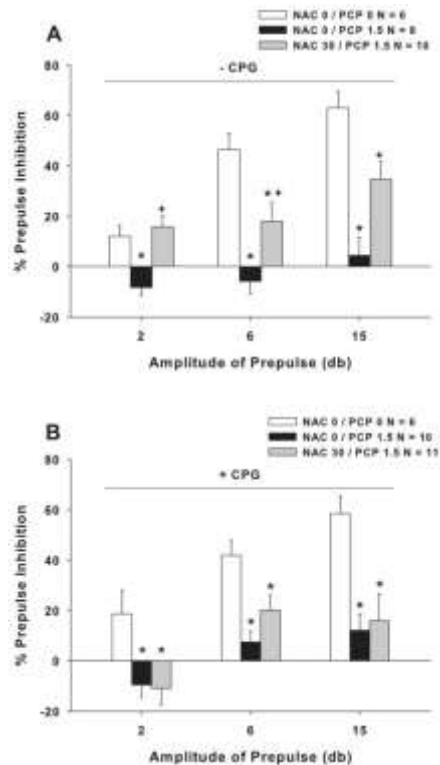 A
NAC 0 / PCP 0 N = 6
NAC 0 / PCP 1.5 N = 8
NAC 30 / PCP 1.5 N = 10
- CPG
% Prepulse Inhibition
80
60
40
20
0
-20
* + * ++ * +
2 6 15
Amplitude of Prepulse (db)
B
NAC 0 / PCP 0 N = 6
NAC 0 / PCP 1.5 N = 10
NAC 30 / PCP 1.5 N = 11
+ CPG
% Prepulse Inhibition
80
60
40
20
0
-20
* * * * * *
2 6 15
Amplitude of Prepulse (db)